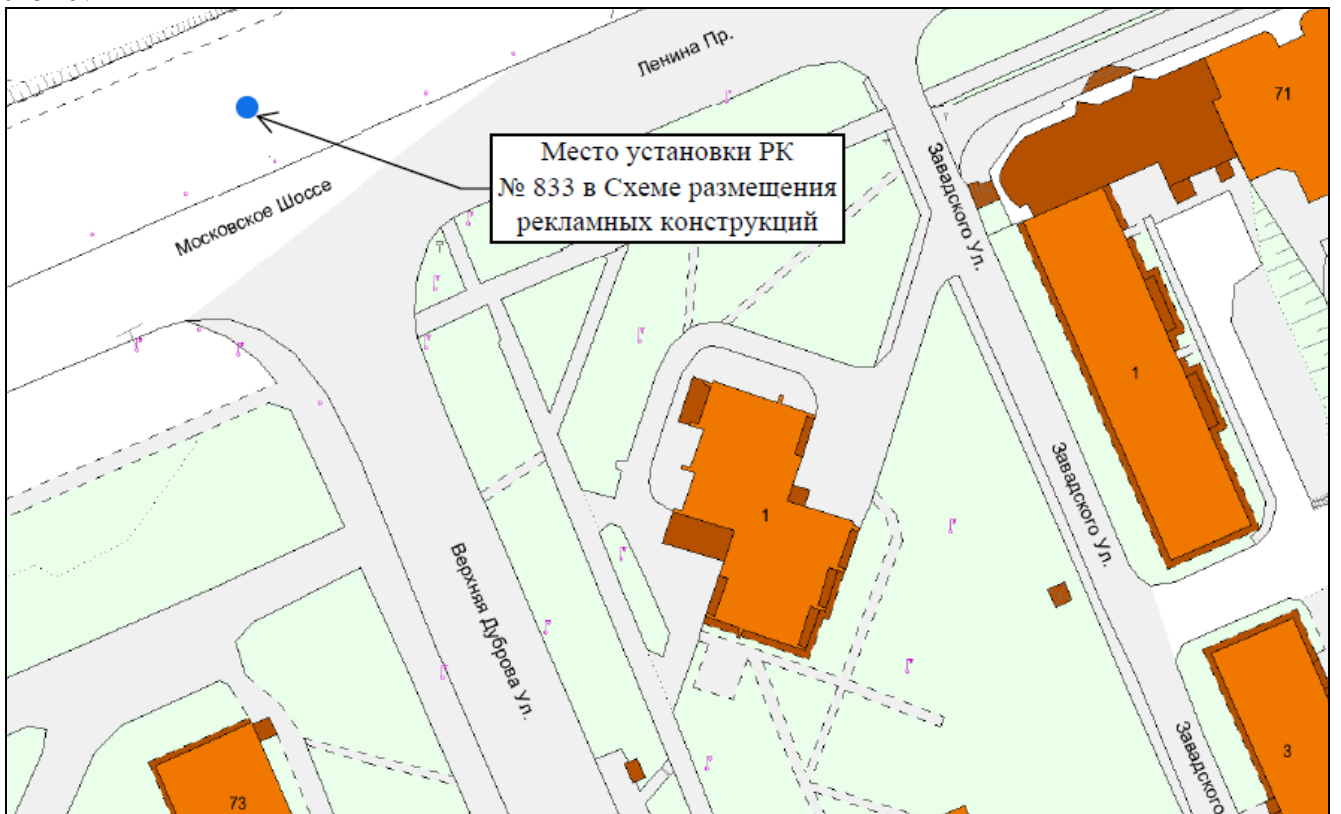 Ленина Пр.
71
Место установки РК
№ 833 в Схеме размещения
рекламных конструкций
Завадского Ул.
Московское Шоссе
1
Завадского Ул.
1
Верхняя Дуброва Ул.
Завадского
3
73